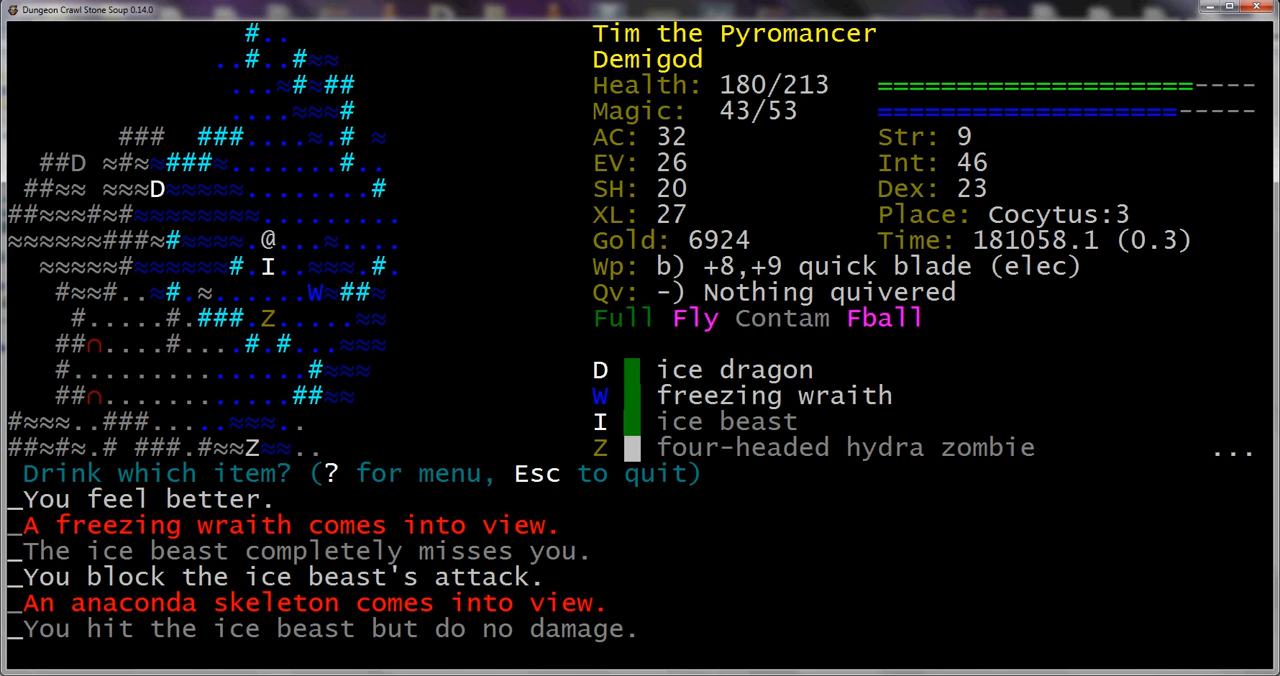 Dungeon Crawl Stone Soup 0.14.0
Tim the Pyromancer
Demigod
Health: 180/213
Magic: 43/53
AC: 32 Str: 9
EV: 26 Int: 46
SH: 20 Dex: 23
XL: 27 Place: Cocytus:3
Gold: 6924 Time: 181058.1 (0.3)
Wp: b) +8,+9 quick blade (elec)
Qv: -) Nothing quivered
Full Fly Contam Fball
D ice dragon
W freezing wraith
I ice beast
Z four-headed hydra zombie ...
Drink which item? (? for menu, Esc to quit)
_You feel better.
_A freezing wraith comes into view.
_The ice beast completely misses you.
_You block the ice beast's attack.
_An anaconda skeleton comes into view.
_You hit the ice beast but do no damage.